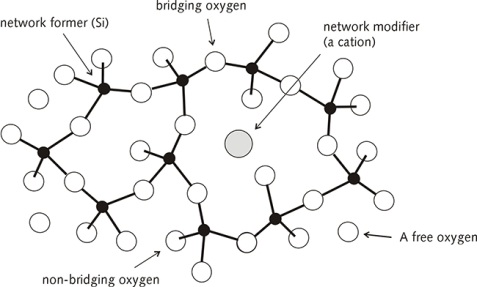 bridging oxygen
network former (Si)
network modifier
(a cation)
A free oxygen
non-bridging oxygen